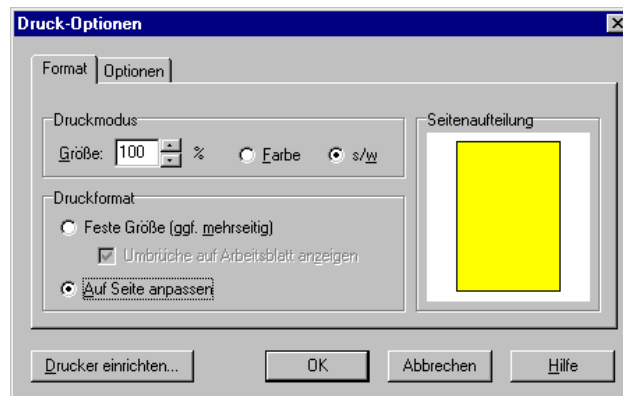 Druck-Optionen
Format Optionen
Druckmodus
Größe: 100 % Farbe s/w
Druckformat
Feste Größe (ggf. mehrseitig)
Umbrüche auf Arbeitsblatt anzeigen
Auf Seite anpassen
Seitenaufteilung
Drucker einrichten... OK Abbrechen Hilfe